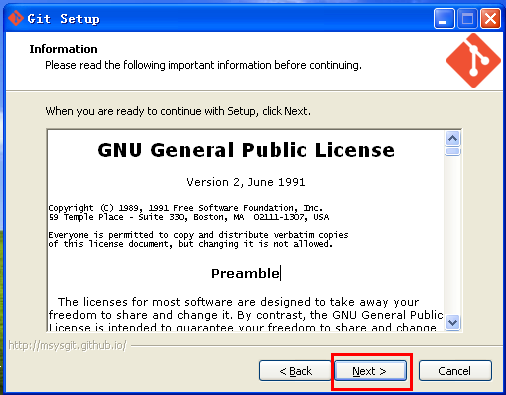 Git Setup
Information
Please read the following important information before continuing.
When you are ready to continue with Setup, click Next.
GNU General Public License
Version 2, June 1991
Copyright (C) 1989, 1991 Free Software Foundation, Inc.
59 Temple Place - Suite 330, Boston, MA  02111-1307, USA
Everyone is permitted to copy and distribute verbatim copies
of this license document, but changing it is not allowed.
Preamble
The licenses for most software are designed to take away your
freedom to share and change it. By contrast, the GNU General Public
License is intended to guarantee your freedom to share and change
http://msysgit.github.io/
< Back
Next >
Cancel